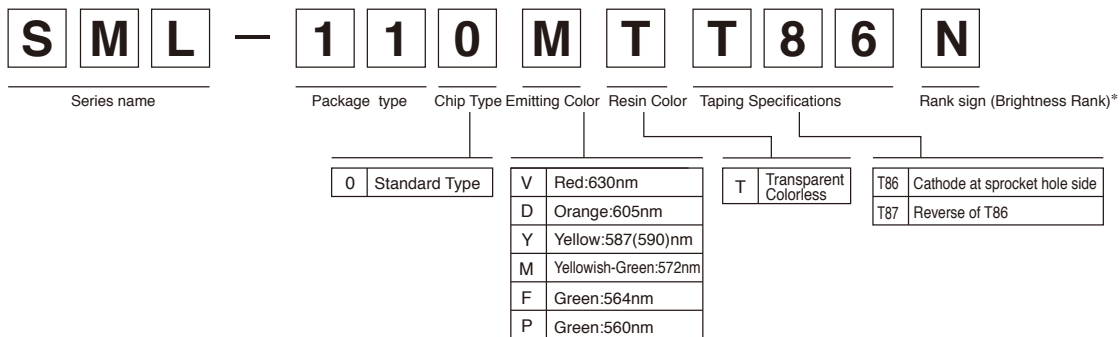 S M L — 1 1 0 M T T 8 6 N
Series name Package type Chip Type Emitting Color Resin Color Taping Specifications Rank sign (Brightness Rank)*
0 Standard Type
V Red:630nm
D Orange:605nm
Y Yellow:587(590)nm
M Yellowish-Green:572nm
F Green:564nm
P Green:560nm
T Transparent
Colorless
T86 Cathode at sprocket hole side
T87 Reverse of T86